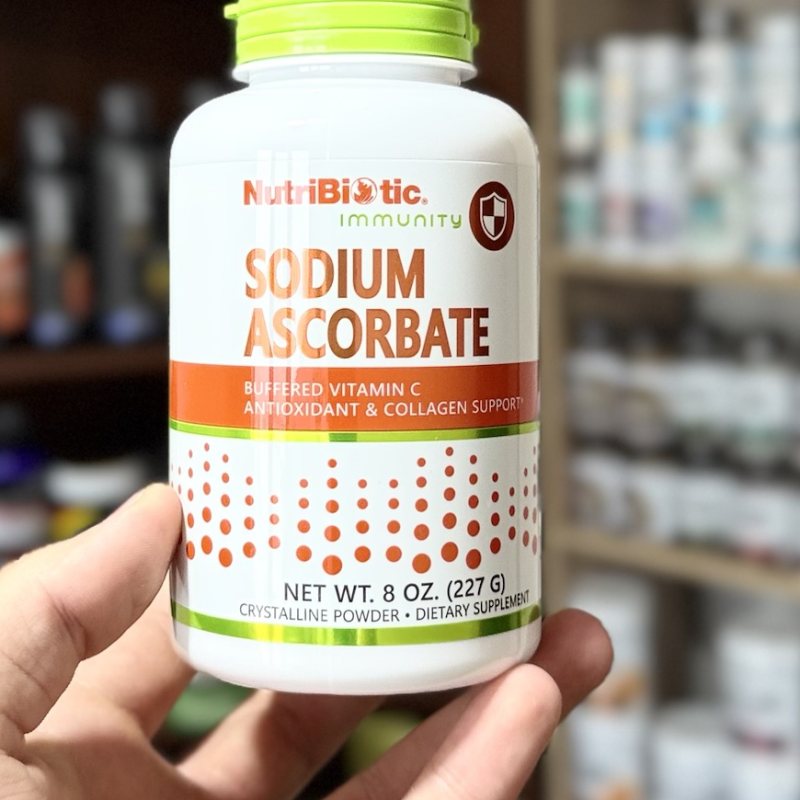 NutriBiotic®
immunity
SODIUM
ASCORBATE
BUFFERED VITAMIN C
ANTIOXIDANT & COLLAGEN SUPPORT*
NET WT. 8 OZ. (227 G)
CRYSTALLINE POWDER • DIETARY SUPPLEMENT